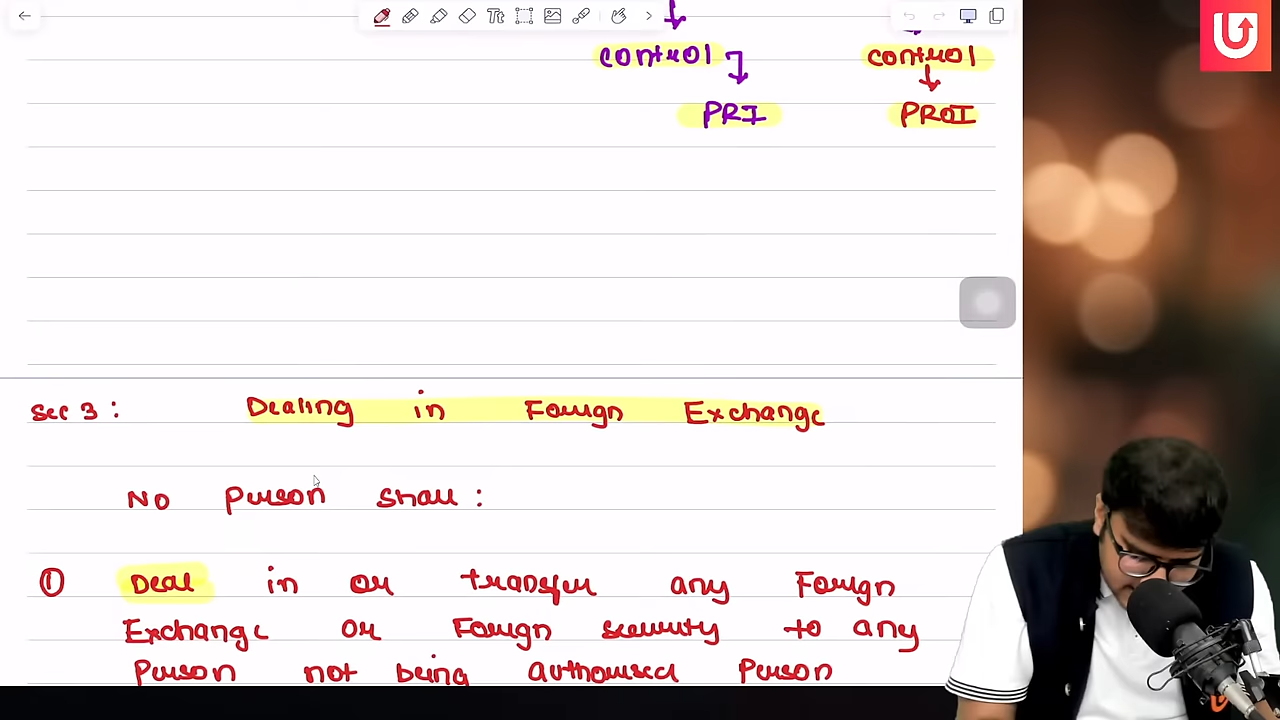 Tt
control control
PRI PROI
Sec 3 : Dealing in Foreign Exchange
No Person Shall :
① Deal in or transfer any Foreign
Exchange or Foreign security to any
Person not being authorised Person